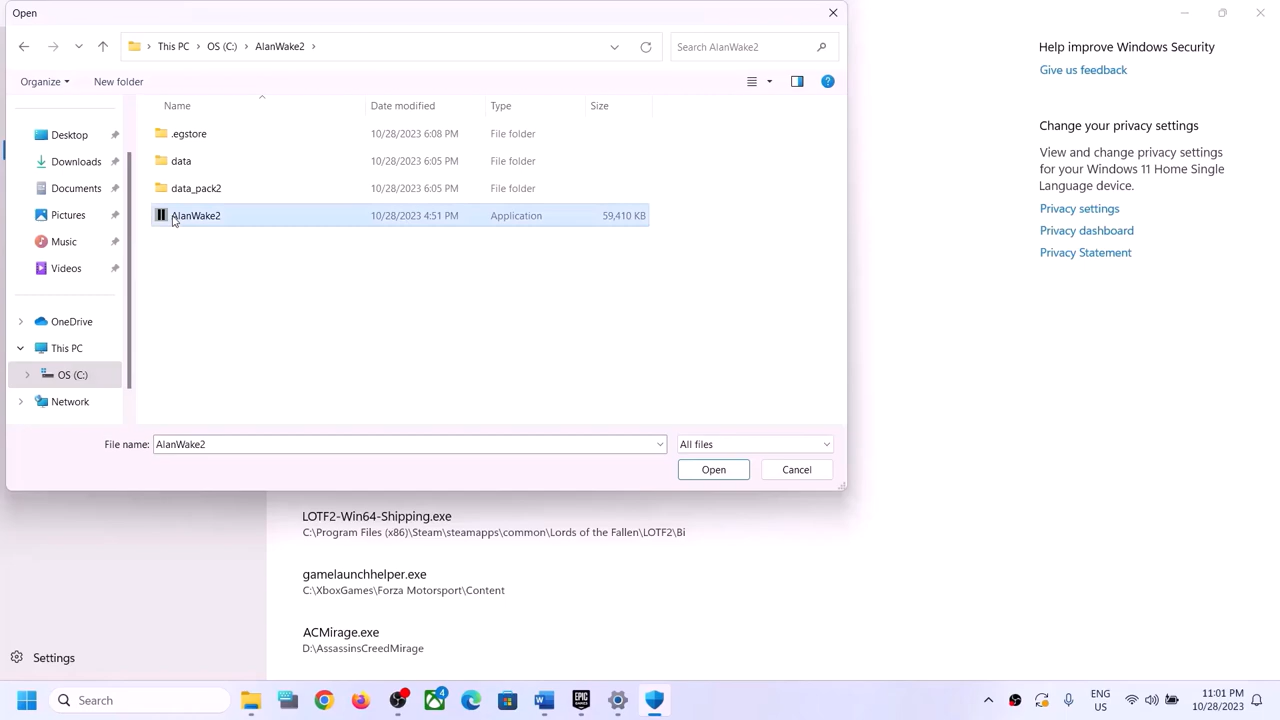 Open
This PC
OS (C:)
AlanWake2
Search AlanWake2
Organize
New folder
Name
Date modified
Type
Size
.egstore
10/28/2023 6:08 PM
File folder
data
10/28/2023 6:05 PM
File folder
data_pack2
10/28/2023 6:05 PM
File folder
AlanWake2
10/28/2023 4:51 PM
Application
59,410 KB
Desktop
Downloads
Documents
Pictures
Music
Videos
OneDrive
This PC
OS (C:)
Network
File name:
AlanWake2
All files
Open
Cancel
Help improve Windows Security
Give us feedback
Change your privacy settings
View and change privacy settings
for your Windows 11 Home Single
Language device.
Privacy settings
Privacy dashboard
Privacy Statement
LOTF2-Win64-Shipping.exe
C:\Program Files (x86)\Steam\steamapps\common\Lords of the Fallen\LOTF2\Bi
gamelaunchhelper.exe
C:\XboxGames\Forza Motorsport\Content
ACMirage.exe
D:\AssassinsCreedMirage
Settings
Search
4
EPIC
GAMES
ENG
US
11:01 PM
10/28/2023